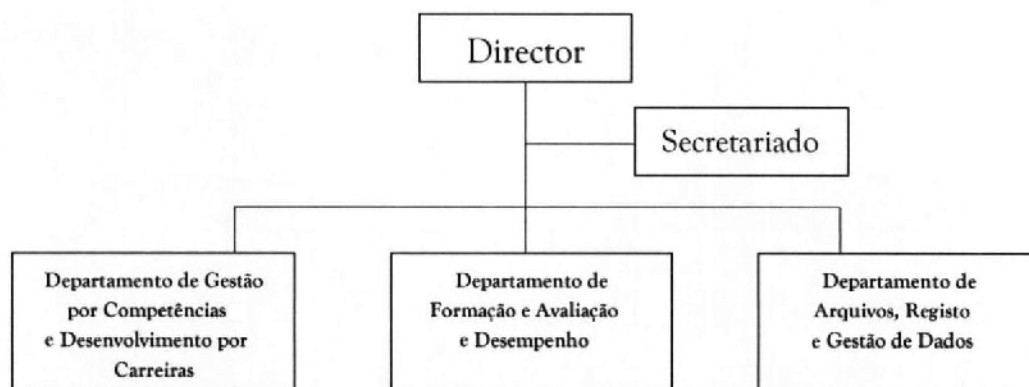 Director
Secretariado
Departamento de Gestão
por Competências
e Desenvolvimento por
Carreiras
Departamento de
Formação e Avaliação
e Desempenho
Departamento de
Arquivos, Registo
e Gestão de Dados